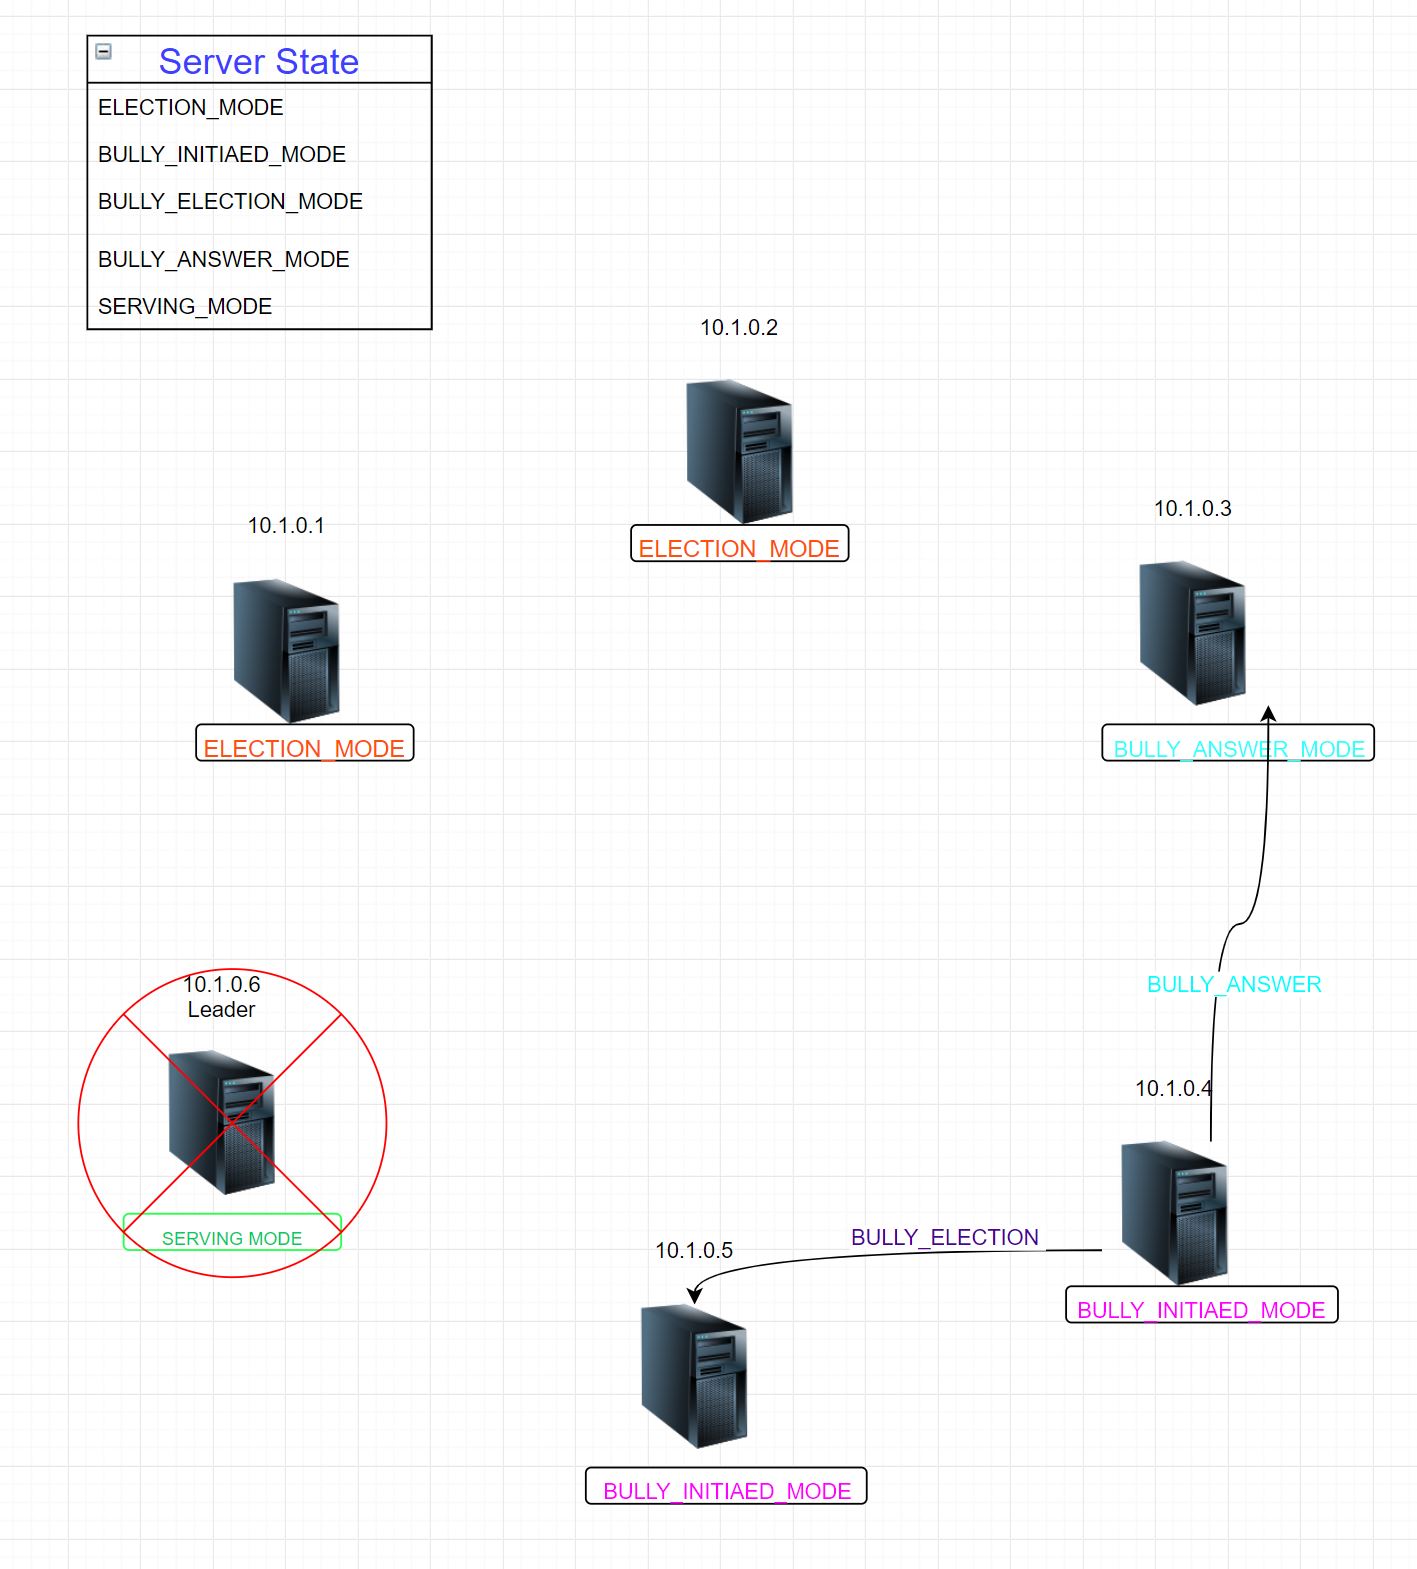 Server State
ELECTION_MODE
BULLY_INITIAED_MODE
BULLY_ELECTION_MODE
BULLY_ANSWER_MODE
SERVING_MODE
10.1.0.2
ELECTION_MODE
10.1.0.1
ELECTION_MODE
10.1.0.3
BULLY_ANSWER_MODE
10.1.0.6
Leader
SERVING MODE
BULLY_ANSWER
10.1.0.4
BULLY_INITIAED_MODE
BULLY_ELECTION
10.1.0.5
BULLY_INITIAED_MODE